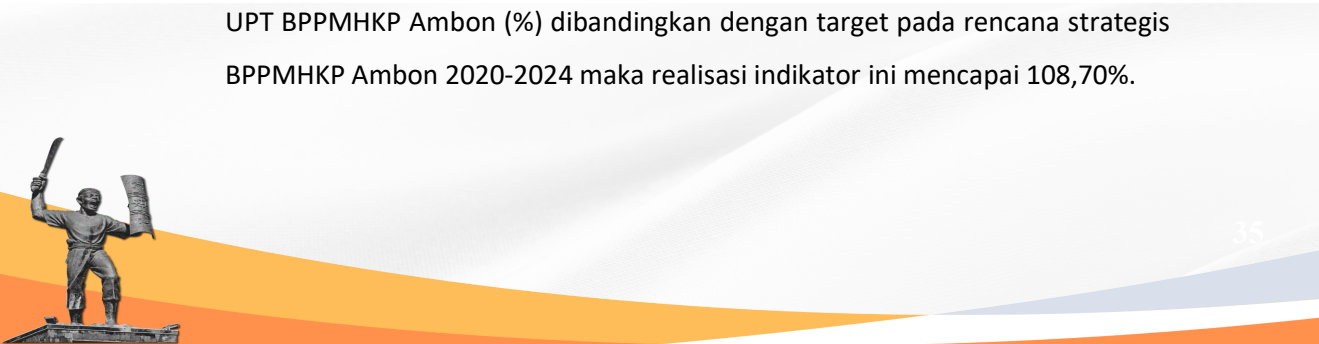 UPT BPPMHKP Ambon (%) dibandingkan dengan target pada rencana strategis
BPPMHKP Ambon 2020-2024 maka realisasi indikator ini mencapai 108,70%.
35